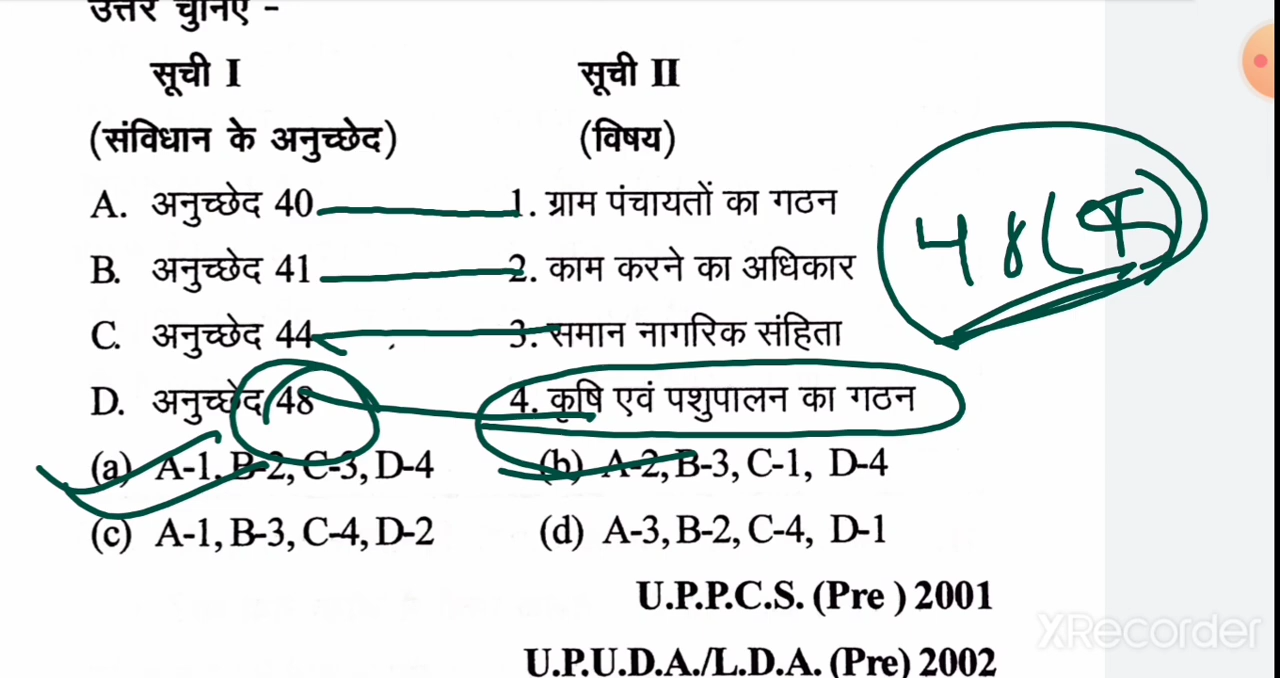 उत्तर चुनिए -
सूची I सूची II
(संविधान के अनुच्छेद) (विषय)
A. अनुच्छेद 40 1. ग्राम पंचायतों का गठन
B. अनुच्छेद 41 2. काम करने का अधिकार
C. अनुच्छेद 44 3. समान नागरिक संहिता
D. अनुच्छेद 48 4. कृषि एवं पशुपालन का गठन
48(क)
(a) A-1, B-2, C-3, D-4 (b) A-2, B-3, C-1, D-4
(c) A-1, B-3, C-4, D-2 (d) A-3, B-2, C-4, D-1
U.P.P.C.S. (Pre ) 2001
U.P.U.D.A./L.D.A. (Pre) 2002
XRecorder